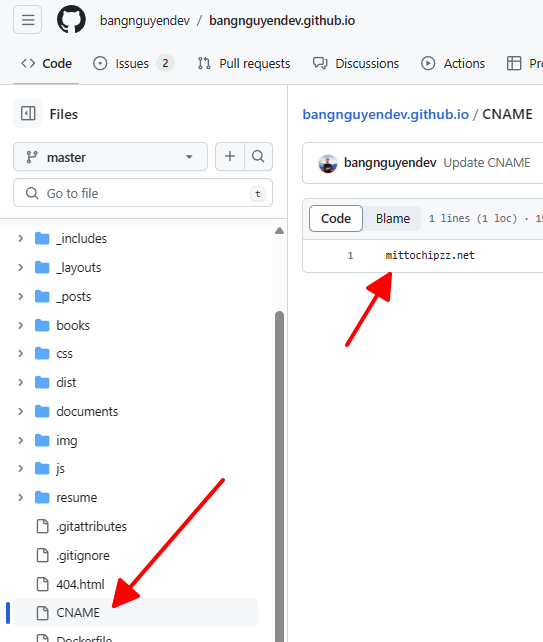 bangnguyendev / bangnguyendev.github.io
Code Issues 2 Pull requests Discussions Actions
Files
master
Go to file t
_includes
_layouts
_posts
books
css
dist
documents
img
js
resume
.gitattributes
.gitignore
404.html
CNAME
Dockerfile
bangnguyendev.github.io / CNAME
bangnguyendev Update CNAME
Code Blame 1 lines (1 loc) ·
1 mittochipzz.net